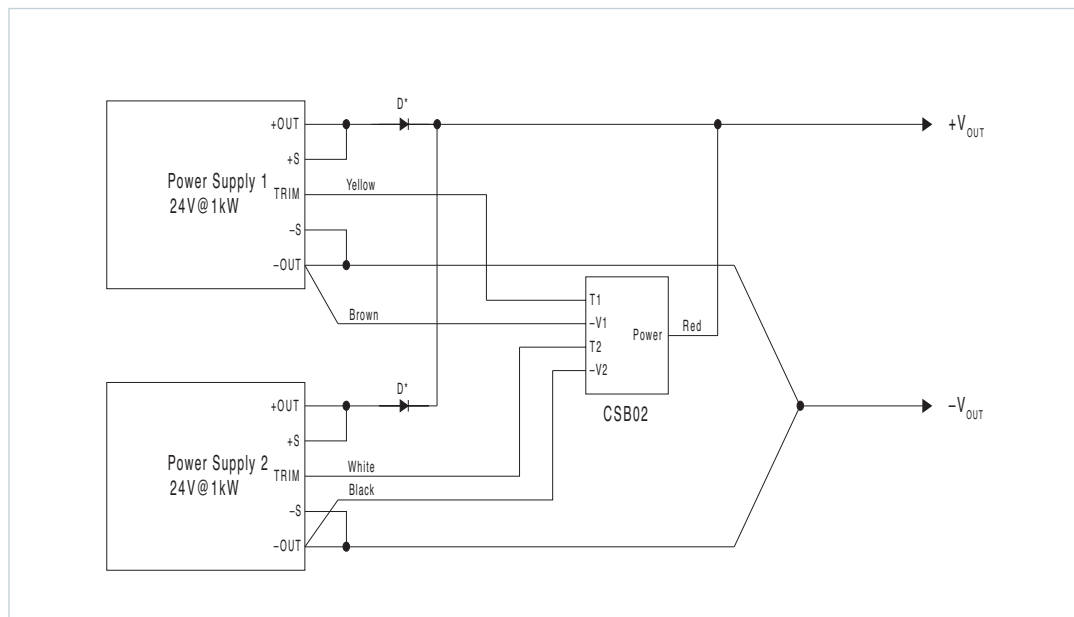 D*
+OUT
+V_OUT
+S
Power Supply 1
24V@1kW
TRIM
Yellow
–S
–OUT
Brown
T1
–V1
Power
Red
T2
–V2
CSB02
D*
+OUT
–V_OUT
+S
Power Supply 2
24V@1kW
TRIM
White
Black
–S
–OUT